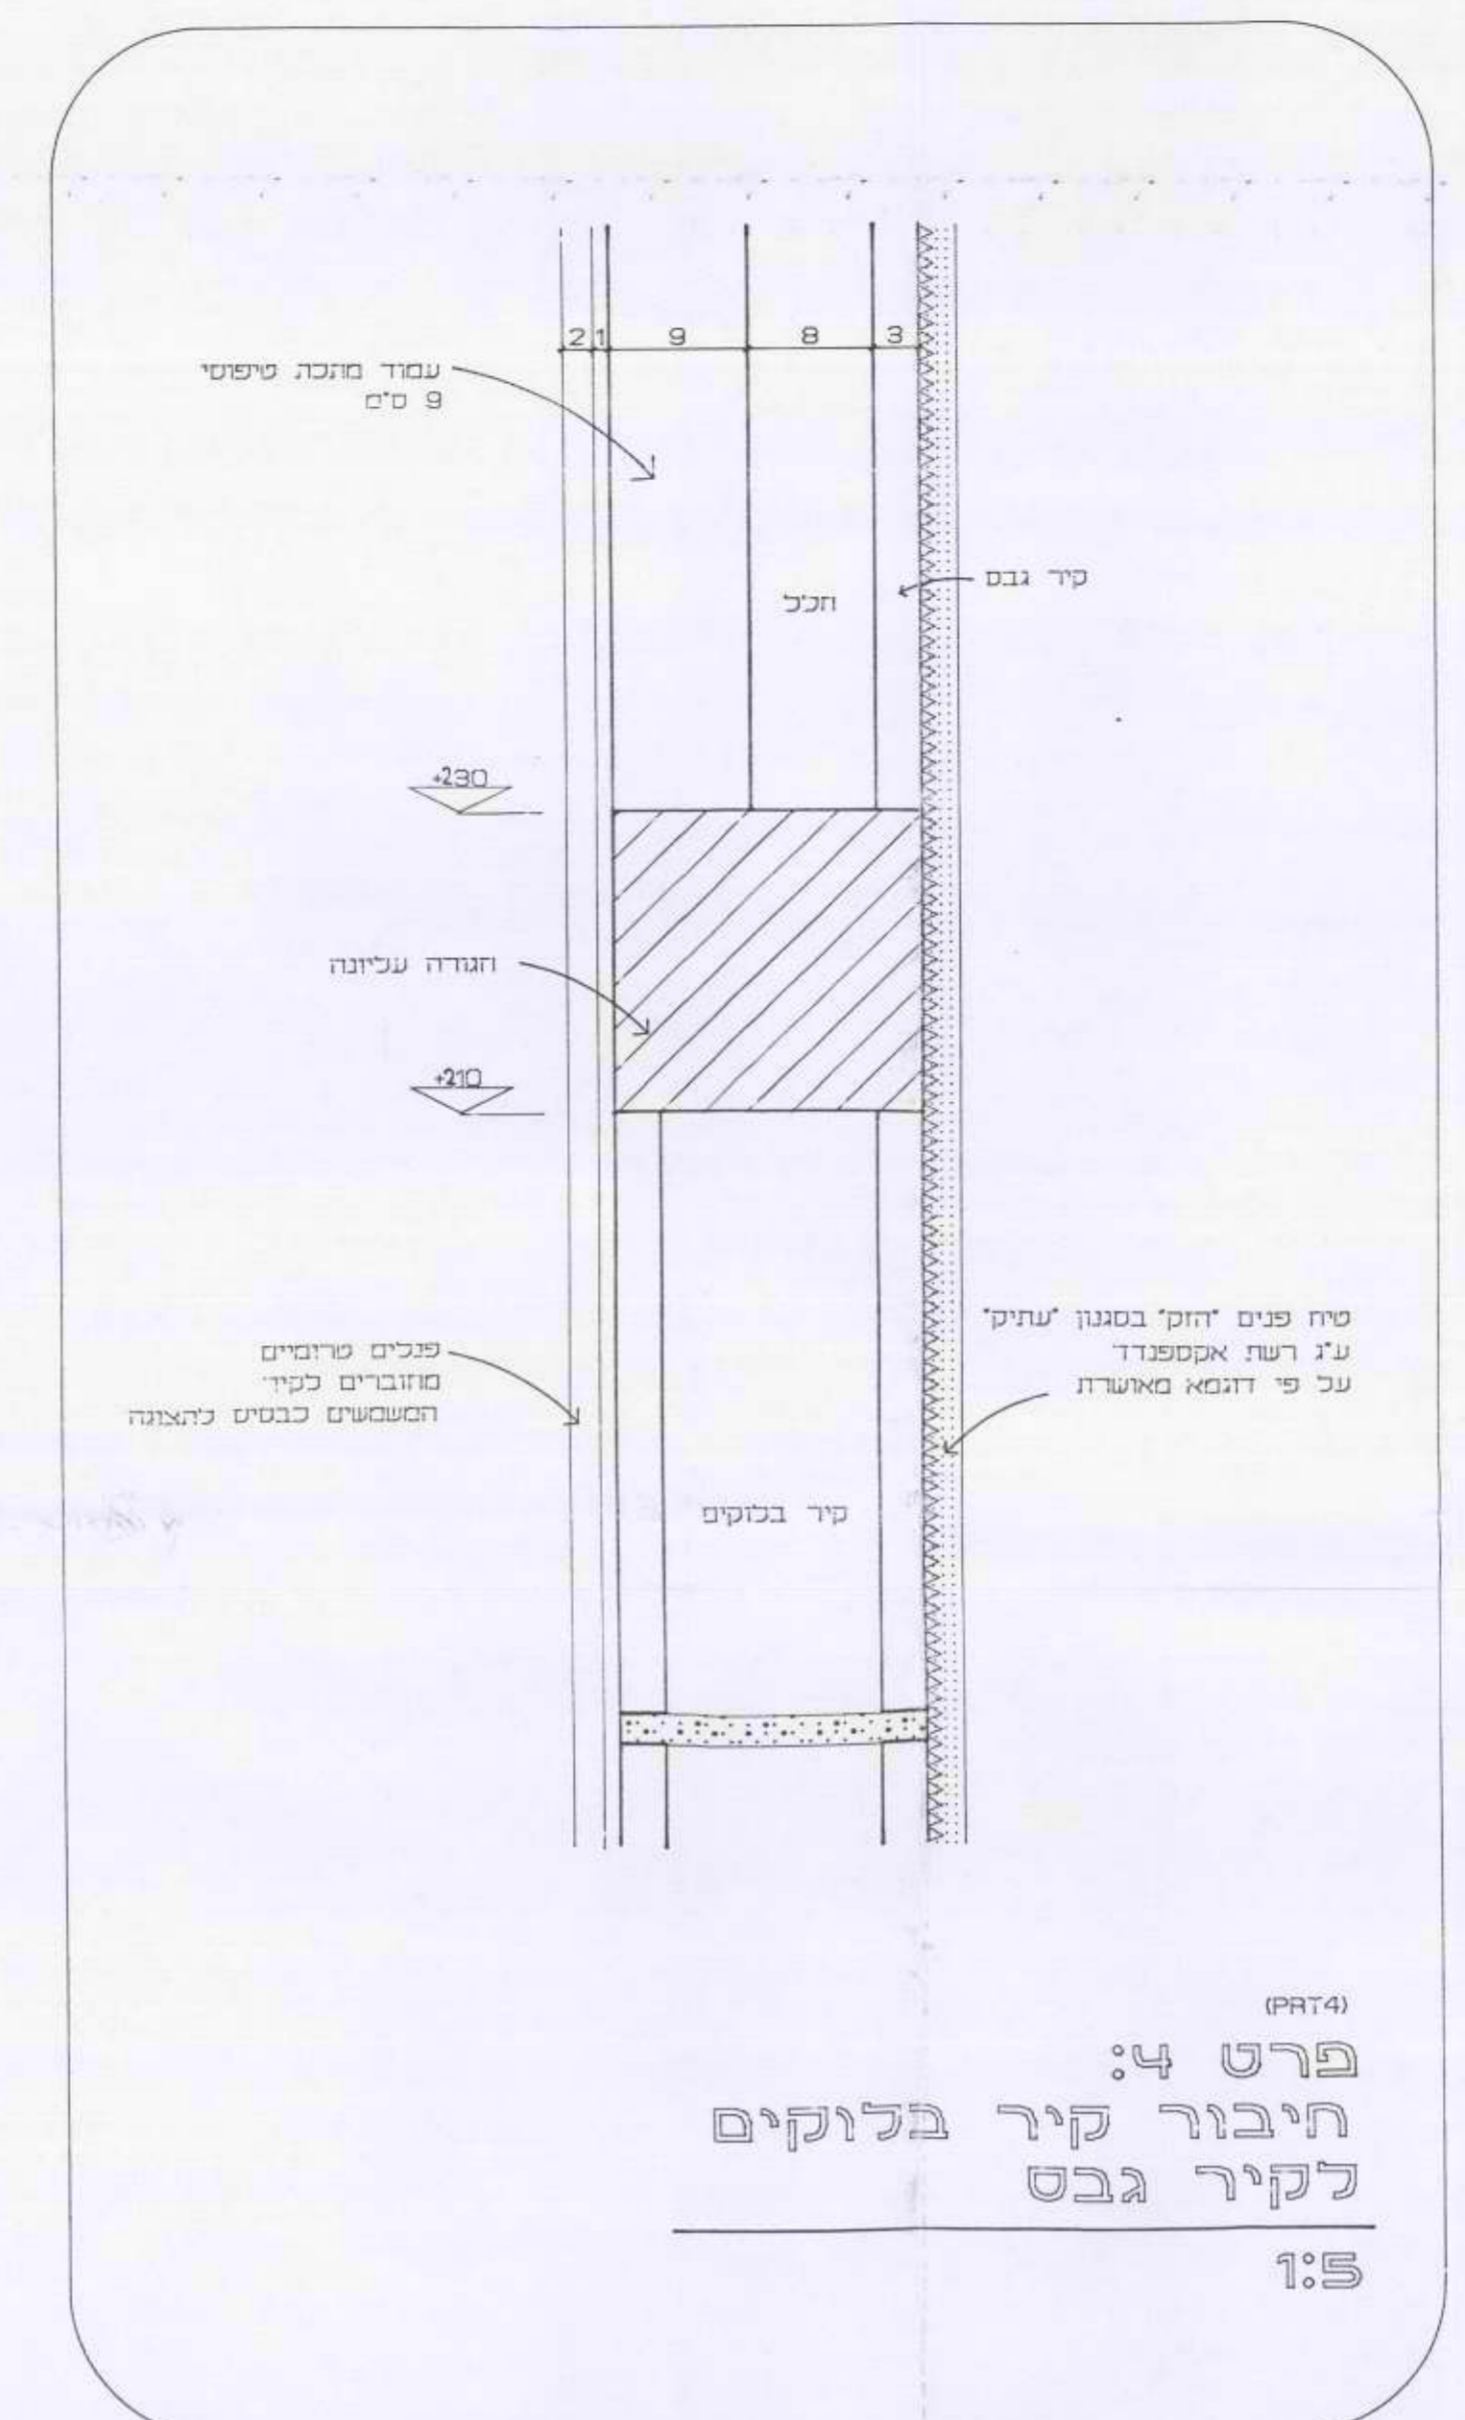 2 1 9 8 3
עמוד מתכת טיפוסי
9 ס"מ
קיר גבס
חלל
+230
חגורה עליונה
+210
טיח פנים "הזק" בסגנון "עתיק"
ע"ג רשת אקספנדד
על פי דוגמא מאושרת
פנלים טרומיים
מחוברים לקיר
המשמשים כבסיס לתצוגה
קיר בלוקים
(PRT4)
פרט 4:
חיבור קיר בלוקים
לקיר גבס
1:5